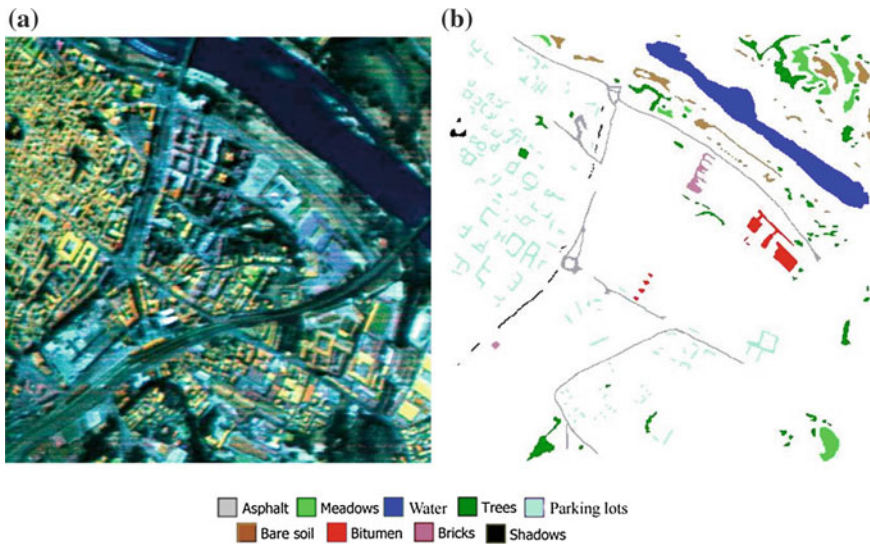 (a) (b)
Asphalt Meadows Water Trees Parking lots
Bare soil Bitumen Bricks Shadows